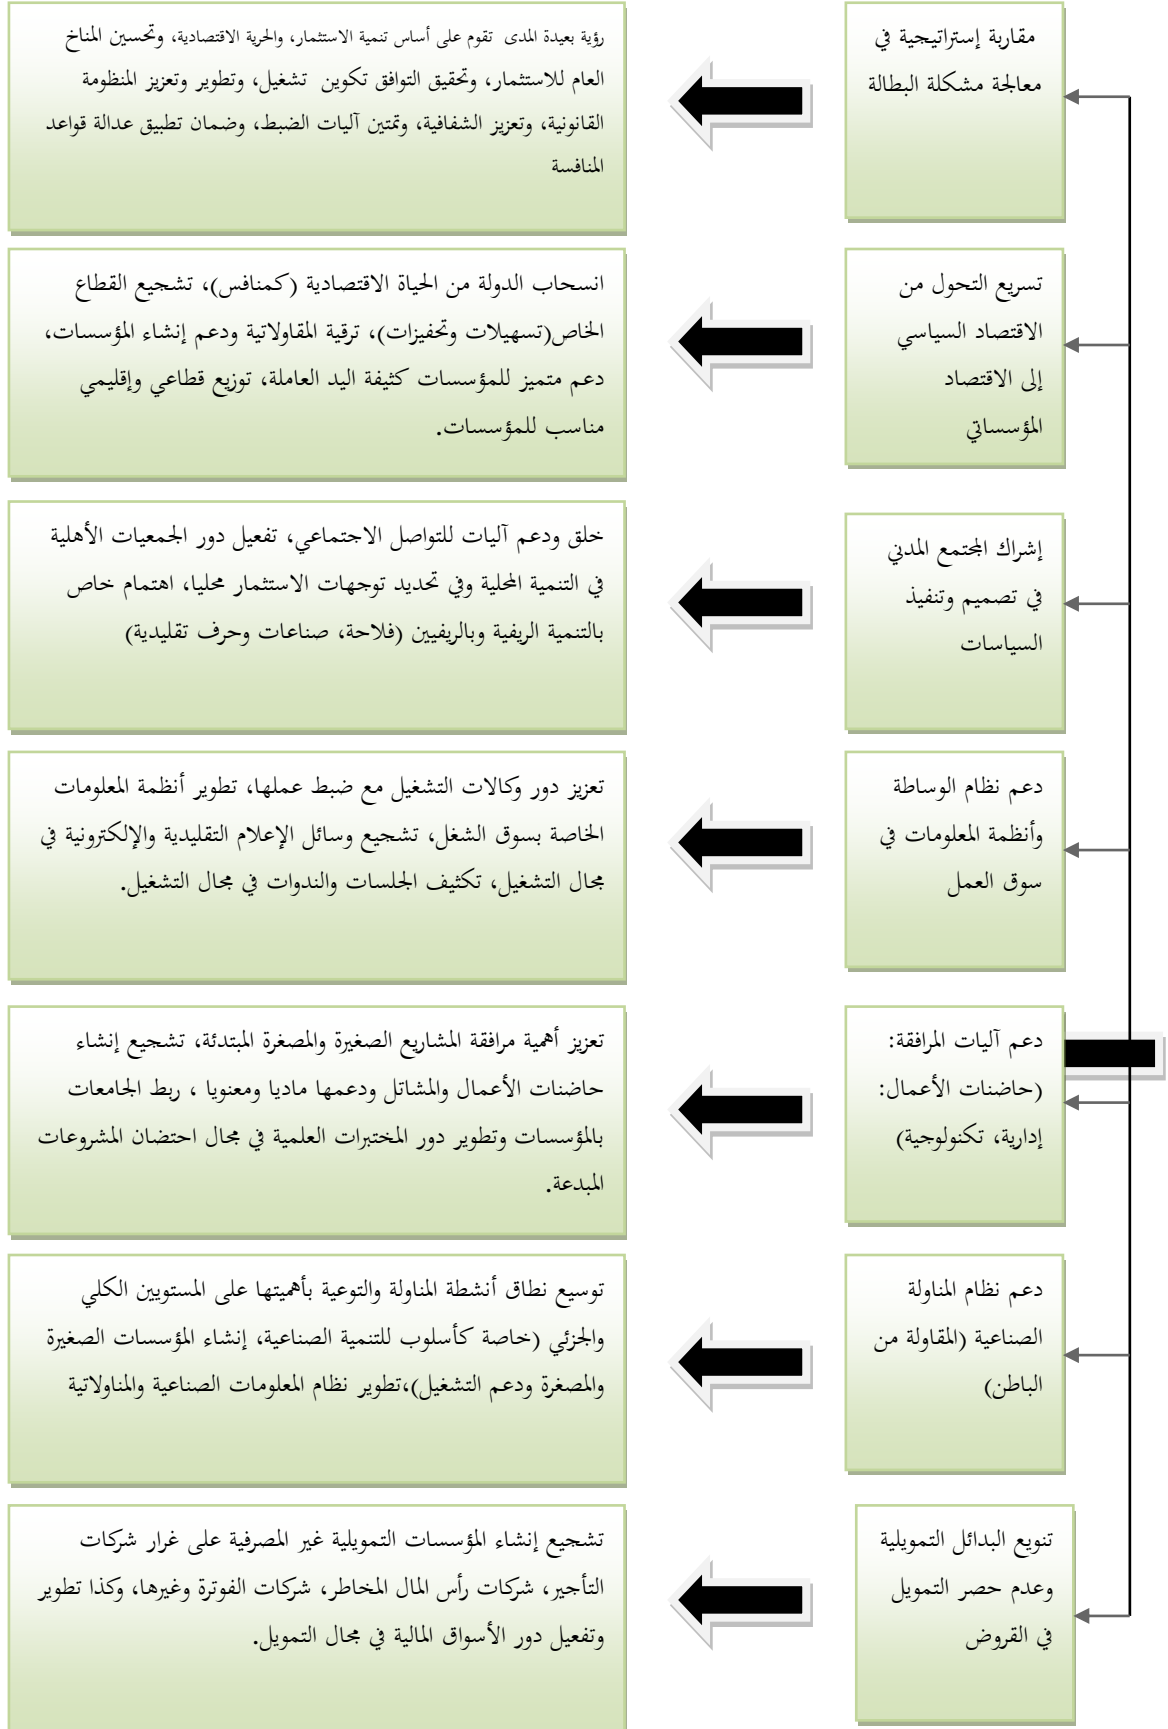 مقاربة إستراتيجية في
معالجة مشكلة البطالة
رؤية بعيدة المدى تقوم على أساس تنمية الاستثمار، والحرية الاقتصادية، وتحسين المناخ
العام للاستثمار، وتحقيق التوافق تكوين تشغيل، وتطوير وتعزيز المنظومة
القانونية، وتعزيز الشفافية، وتمتين آليات الضبط، وضمان تطبيق عدالة قواعد
المنافسة
تسريع التحول من
الاقتصاد السياسي
إلى الاقتصاد
المؤسساتي
انسحاب الدولة من الحياة الاقتصادية (كمنافس)، تشجيع القطاع
الخاص(تسهيلات وتحفيزات)، ترقية المقاولاتية ودعم إنشاء المؤسسات،
دعم متميز للمؤسسات كثيفة اليد العاملة، توزيع قطاعي وإقليمي
مناسب للمؤسسات.
إشراك المجتمع المدني
في تصميم وتنفيذ
السياسات
خلق ودعم آليات للتواصل الاجتماعي، تفعيل دور الجمعيات الأهلية
في التنمية المحلية وفي تحديد توجهات الاستثمار محليا، اهتمام خاص
بالتنمية الريفية وبالريفيين (فلاحة، صناعات وحرف تقليدية)
دعم نظام الوساطة
وأنظمة المعلومات في
سوق العمل
تعزيز دور وكالات التشغيل مع ضبط عملها، تطوير أنظمة المعلومات
الخاصة بسوق الشغل، تشجيع وسائل الإعلام التقليدية والإلكترونية في
مجال التشغيل، تكثيف الجلسات والندوات في مجال التشغيل.
دعم آليات المرافقة:
(حاضنات الأعمال:
إدارية، تكنولوجية)
تعزيز أهمية مرافقة المشاريع الصغيرة والمصغرة المبتدئة، تشجيع إنشاء
حاضنات الأعمال والمشاتل ودعمها ماديا ومعنويا ، ربط الجامعات
بالمؤسسات وتطوير دور المختبرات العلمية في مجال احتضان المشروعات
المبدعة.
دعم نظام المناولة
الصناعية (المقاولة من
الباطن)
توسيع نطاق أنشطة المناولة والتوعية بأهميتها على المستويين الكلي
والجزئي (خاصة كأسلوب للتنمية الصناعية، إنشاء المؤسسات الصغيرة
والمصغرة ودعم التشغيل)،تطوير نظام المعلومات الصناعية والمناولاتية
تنويع البدائل التمويلية
وعدم حصر التمويل
في القروض
تشجيع إنشاء المؤسسات التمويلية غير المصرفية على غرار شركات
التأجير، شركات رأس المال المخاطر، شركات الفوترة وغيرها، وكذا تطوير
وتفعيل دور الأسواق المالية في مجال التمويل.